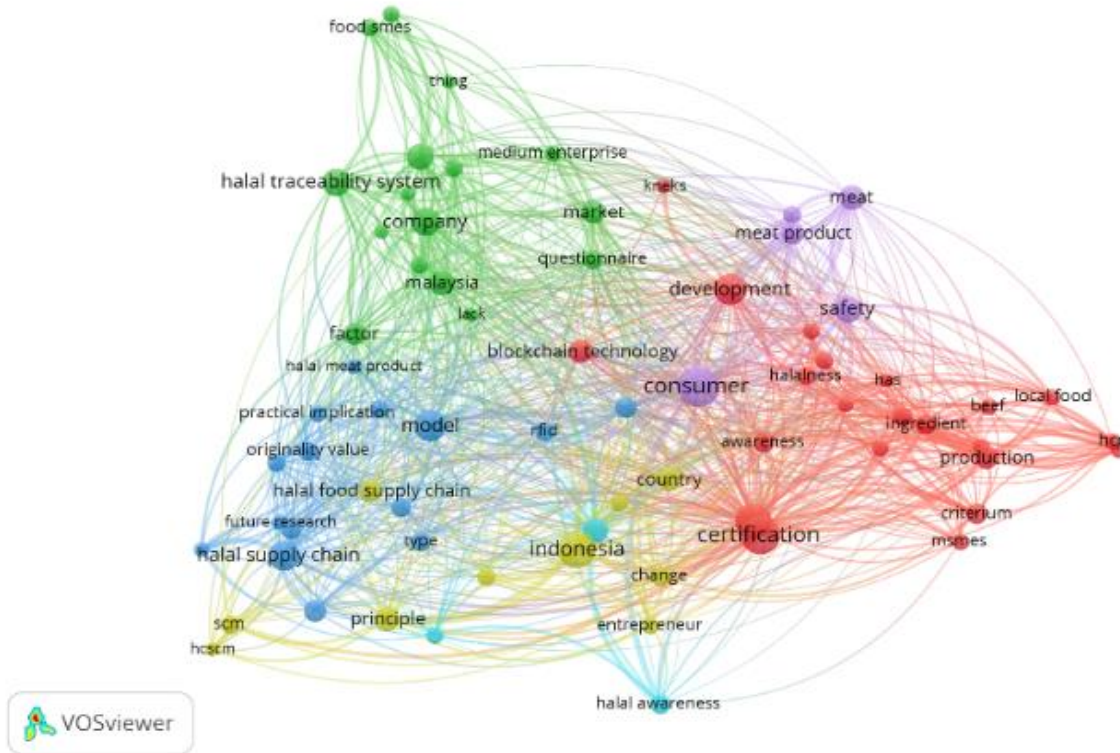 food smes
thing
medium enterprise
halal traceability system
kneks
meat
company
market
meat product
questionnaire
malaysia
development
safety
lack
factor
blockchain technology
halal meat product
consumer
halalness
has
local food
beef
practical implication
model
rfid
ingredient
originality value
awareness
production
halal food supply chain
country
future research
criterium
certification
type
msmes
halal supply chain
indonesia
change
principle
scm
entrepreneur
hcscm
halal awareness
VOSviewer